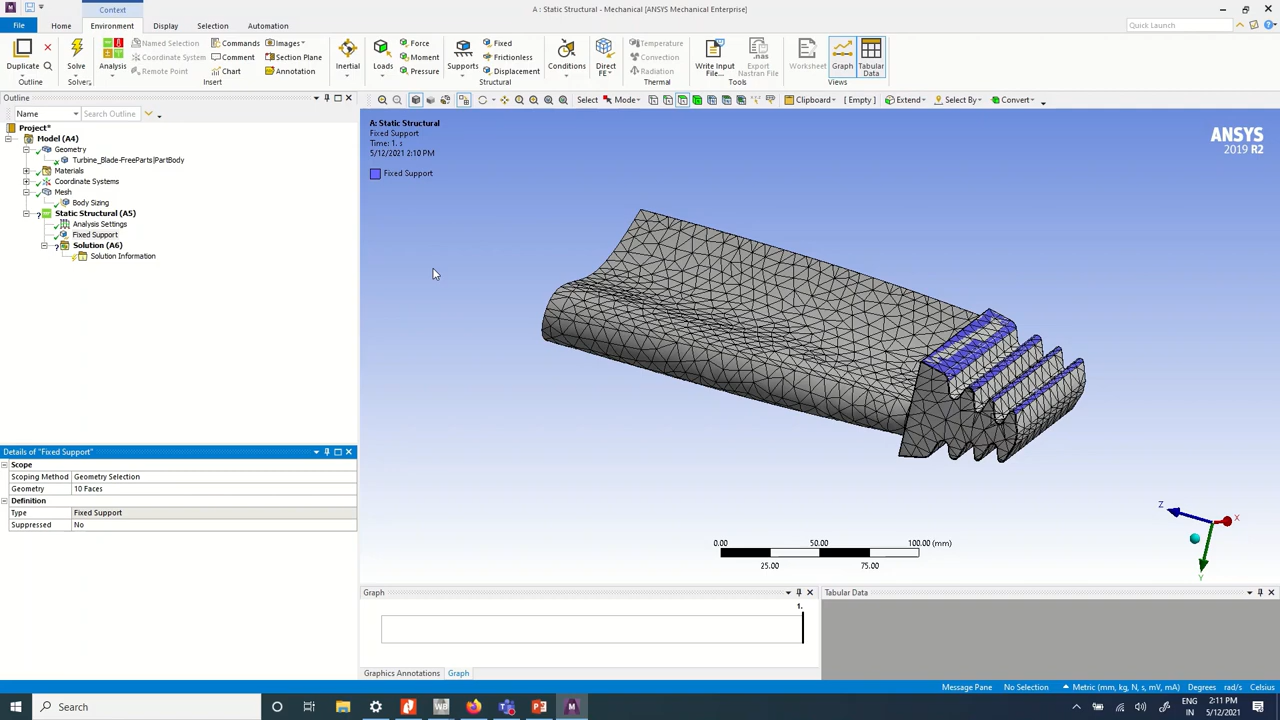 Context
A : Static Structural - Mechanical [ANSYS Mechanical Enterprise]
File
Home
Environment
Display
Selection
Automation
Quick Launch
Duplicate
Outline
Solve
Solver
Analysis
Named Selection
Coordinate System
Remote Point
Commands
Comment
Chart
Images
Section Plane
Annotation
Insert
Inertial
Loads
Force
Moment
Pressure
Supports
Fixed
Frictionless
Displacement
Structural
Conditions
Direct FE
Temperature
Convection
Radiation
Thermal
Write Input File...
Export Nastran File
Tools
Worksheet
Graph
Tabular Data
Views
Outline
Name
Search Outline
Select
Mode
Clipboard
[ Empty ]
Extend
Select By
Convert
Project*
Model (A4)
Geometry
Turbine_Blade-FreeParts|PartBody
Materials
Coordinate Systems
Mesh
Body Sizing
Static Structural (A5)
Analysis Settings
Fixed Support
Solution (A6)
Solution Information
A: Static Structural
Fixed Support
Time: 1. s
5/12/2021 2:10 PM
Fixed Support
ANSYS
2019 R2
Details of "Fixed Support"
Scope
Scoping Method Geometry Selection
Geometry 10 Faces
Definition
Type Fixed Support
Suppressed No
0.00 50.00 100.00 (mm)
25.00 75.00
Z
X
Y
Graph
1.
Tabular Data
Graphics Annotations
Graph
Message Pane
No Selection
Metric (mm, kg, N, s, mV, mA)
Degrees
rad/s
Celsius
Search
WB
ENG
IN
2:11 PM
5/12/2021